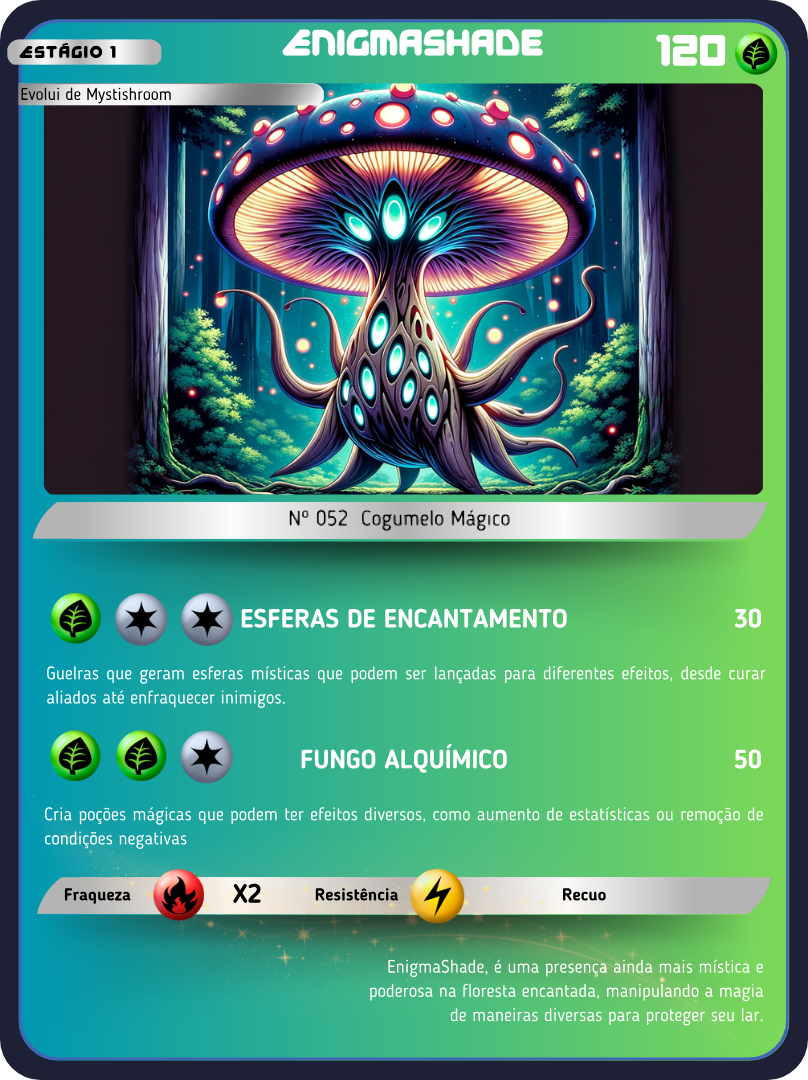 ESTÁGIO 1
ENIGMASHADE
120
Evolui de Mystishroom
Nº 052 Cogumelo Mágico
ESFERAS DE ENCANTAMENTO 30
Guelras que geram esferas místicas que podem ser lançadas para diferentes efeitos, desde curar
aliados até enfraquecer inimigos.
FUNGO ALQUÍMICO 50
Cria poções mágicas que podem ter efeitos diversos, como aumento de estatísticas ou remoção de
condições negativas
Fraqueza X2 Resistência Recuo
EnigmaShade, é uma presença ainda mais mística e
poderosa na floresta encantada, manipulando a magia
de maneiras diversas para proteger seu lar.